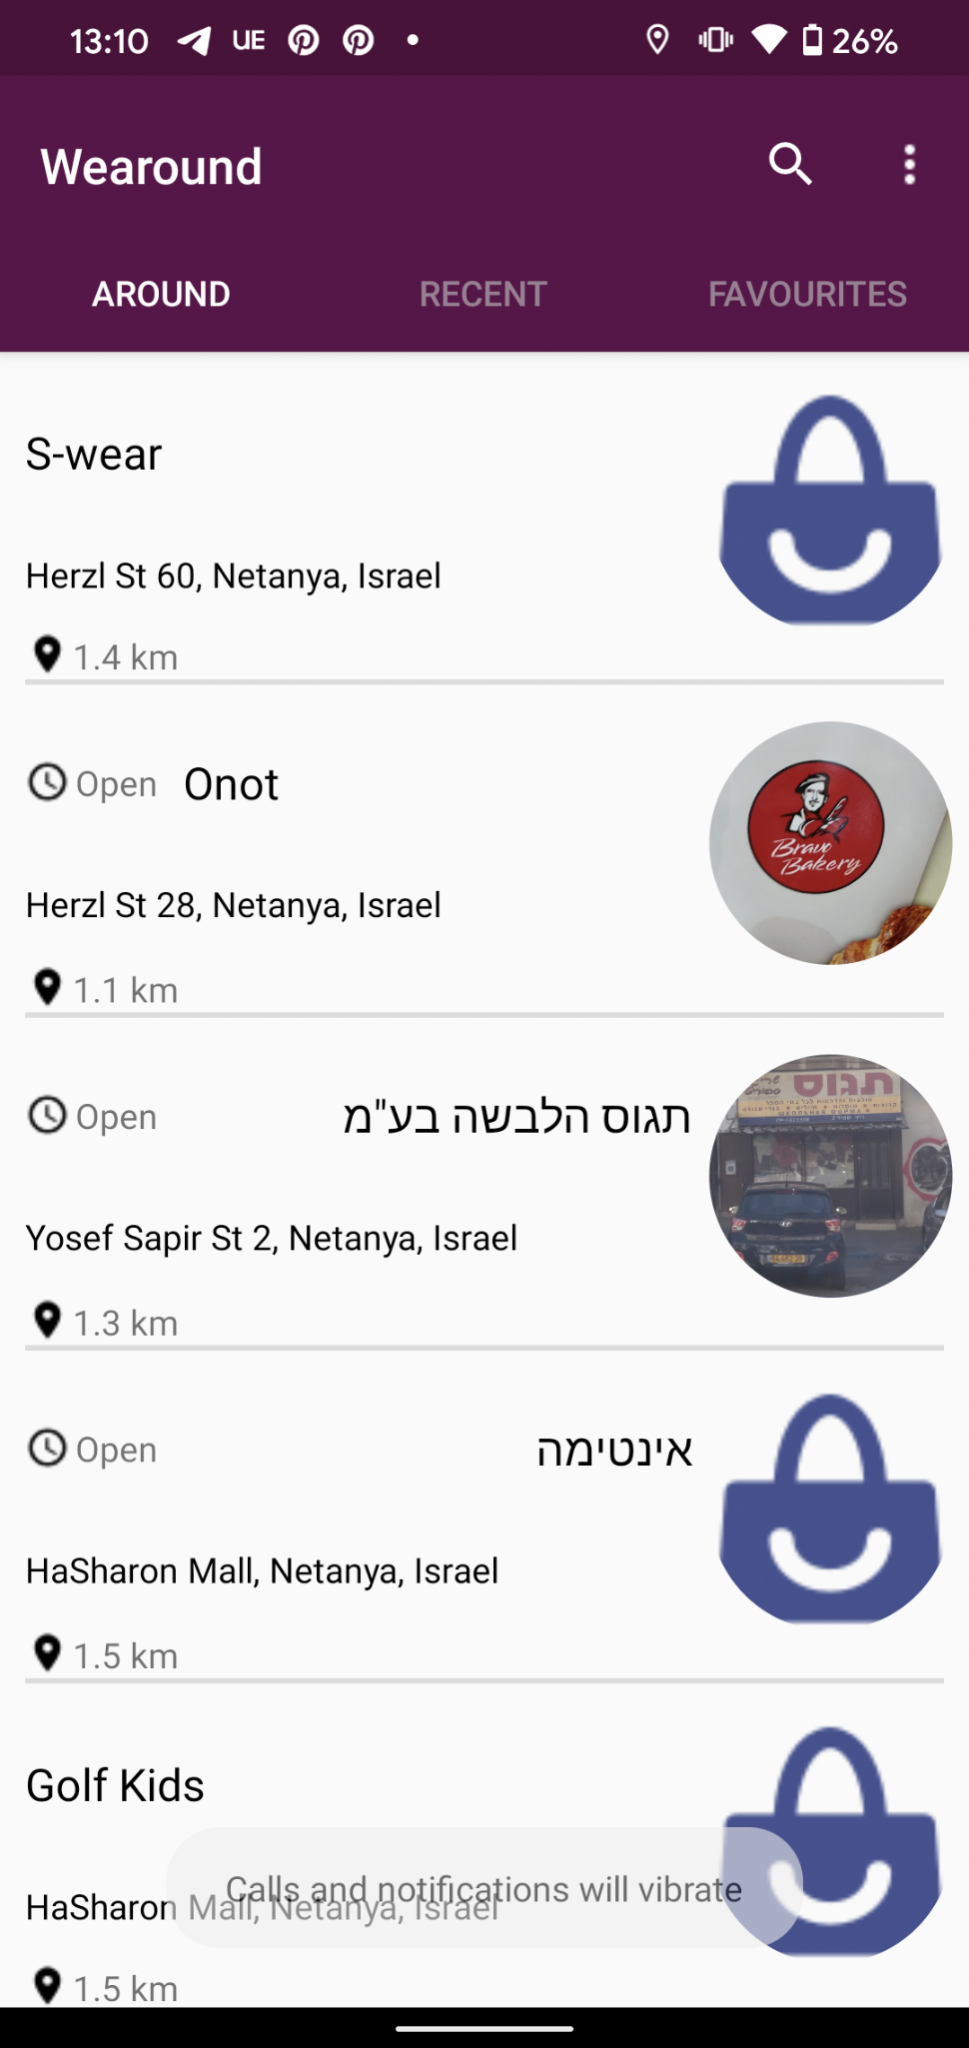 13:10 UE 26%
Wearound
AROUND RECENT FAVOURITES
S-wear
Herzl St 60, Netanya, Israel
1.4 km
Open Onot
Bravo
Bakery
Herzl St 28, Netanya, Israel
1.1 km
Open תגוס הלבשה בע"מ
תגוס
Yosef Sapir St 2, Netanya, Israel
1.3 km
Open אינטימה
HaSharon Mall, Netanya, Israel
1.5 km
Golf Kids
Calls and notifications will vibrate
HaSharon Mall, Netanya, Israel
1.5 km